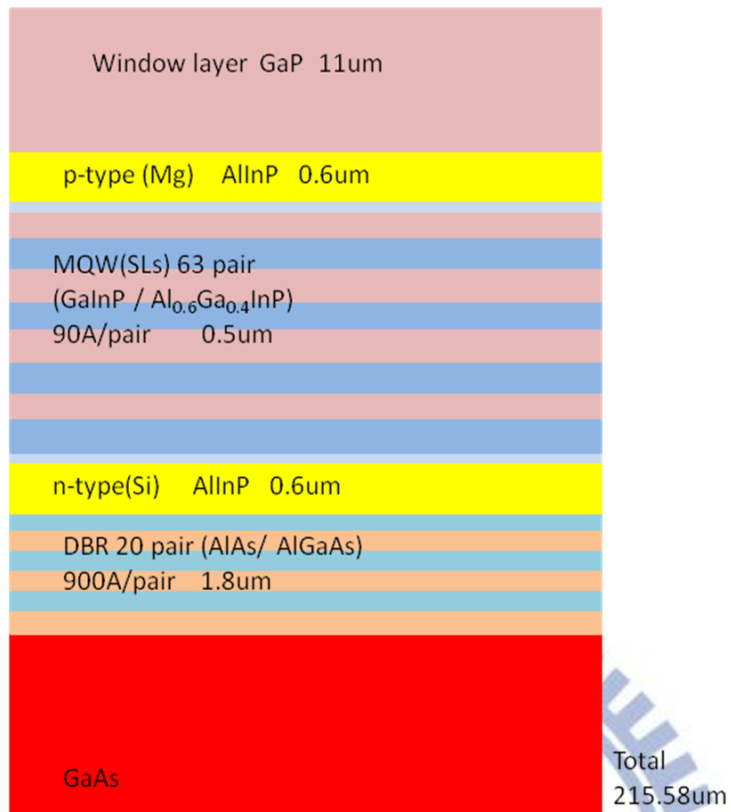 Window layer GaP 11um
p-type (Mg) AlInP 0.6um
MQW(SLs) 63 pair
(GaInP / Al₀.₆Ga₀.₄InP)
90A/pair 0.5um
n-type(Si) AlInP 0.6um
DBR 20 pair (AlAs/ AlGaAs)
900A/pair 1.8um
GaAs
Total
215.58um